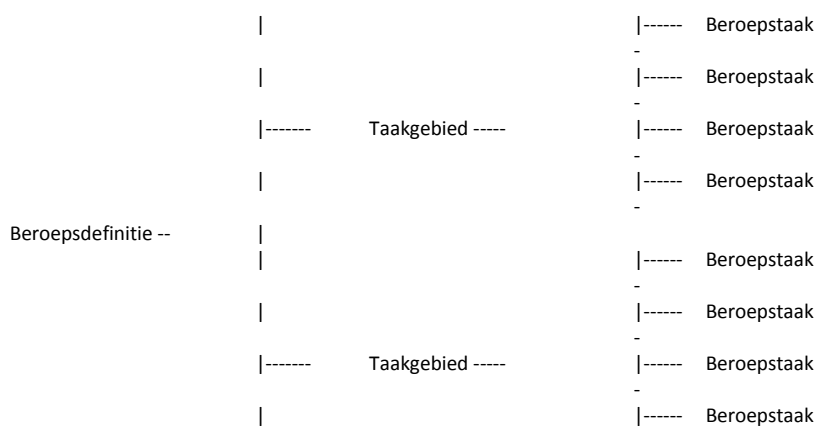 | |------ Beroepstaak
-
| |------ Beroepstaak
-
|------- Taakgebied ----- |------ Beroepstaak
-
| |------ Beroepstaak
-
Beroepsdefinitie -- |
| |------ Beroepstaak
-
| |------ Beroepstaak
-
|------- Taakgebied ----- |------ Beroepstaak
-
| |------ Beroepstaak